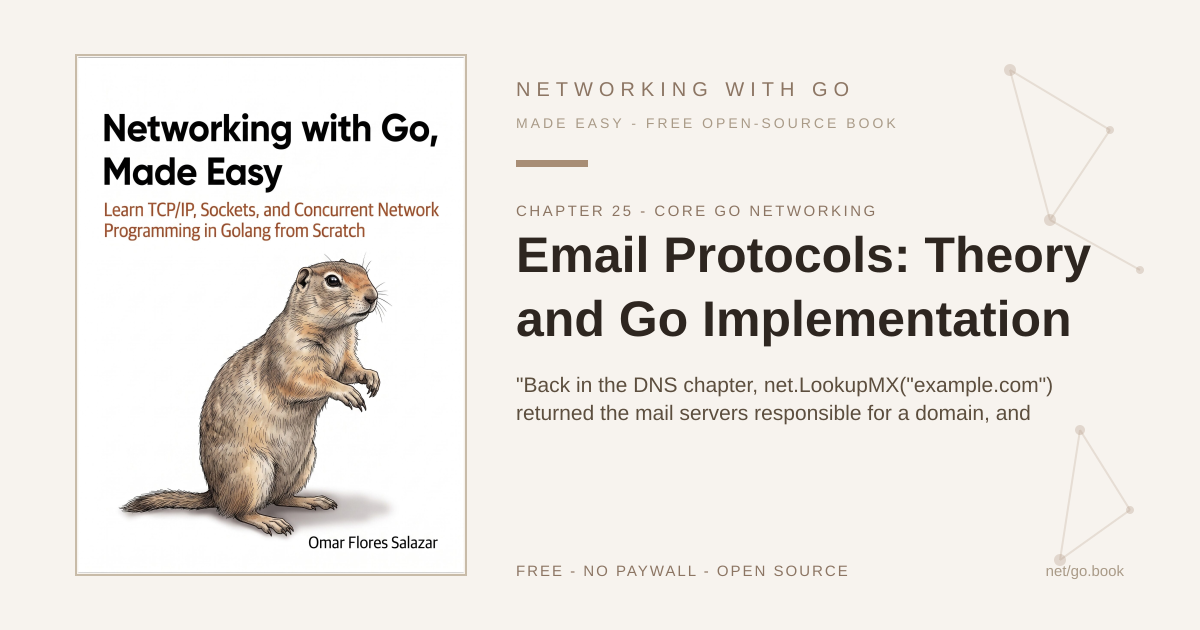 Networking with Go,
Made Easy
Learn TCP/IP, Sockets, and Concurrent Network
Programming in Golang from Scratch
Omar Flores Salazar
NETWORKING WITH GO
MADE EASY - FREE OPEN-SOURCE BOOK
CHAPTER 25 - CORE GO NETWORKING
Email Protocols: Theory
and Go Implementation
"Back in the DNS chapter, net.LookupMX("example.com")
returned the mail servers responsible for a domain, and
FREE - NO PAYWALL - OPEN SOURCE
net/go.book